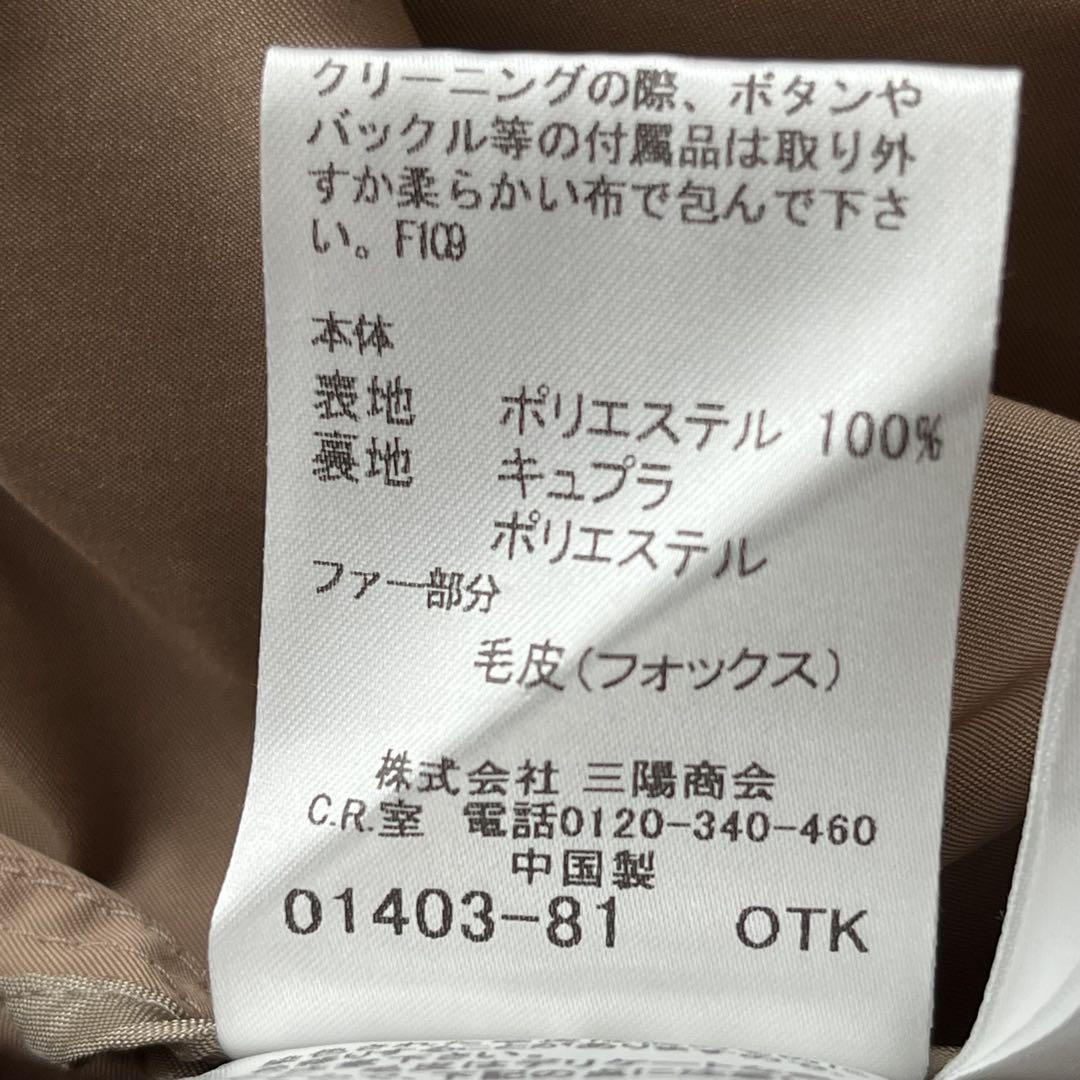 クリーニングの際、ボタンや
バックル等の付属品は取り外
すか柔らかい布で包んで下さ
い。F109
本体
表地 ポリエステル 100%
裏地 キュプラ
ポリエステル
ファー部分
毛皮(フォックス)
株式会社 三陽商会
C.R.室 電話0120-340-460
中国製
01403-81 OTK